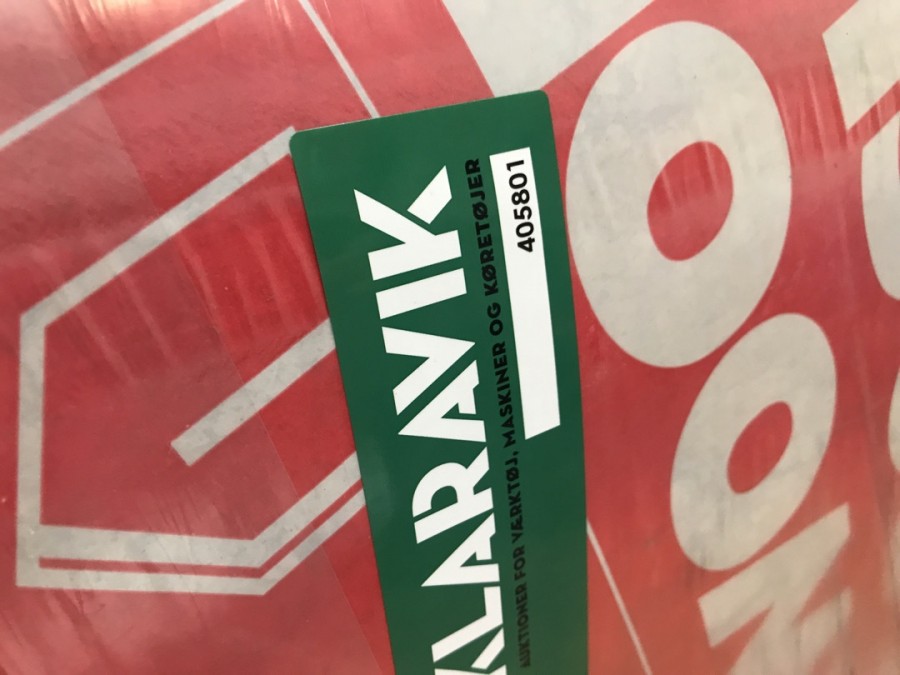 KLARAVIK
AUKTIONER FOR VÆRKTØJ, MASKINER OG KØRETØJER
405801